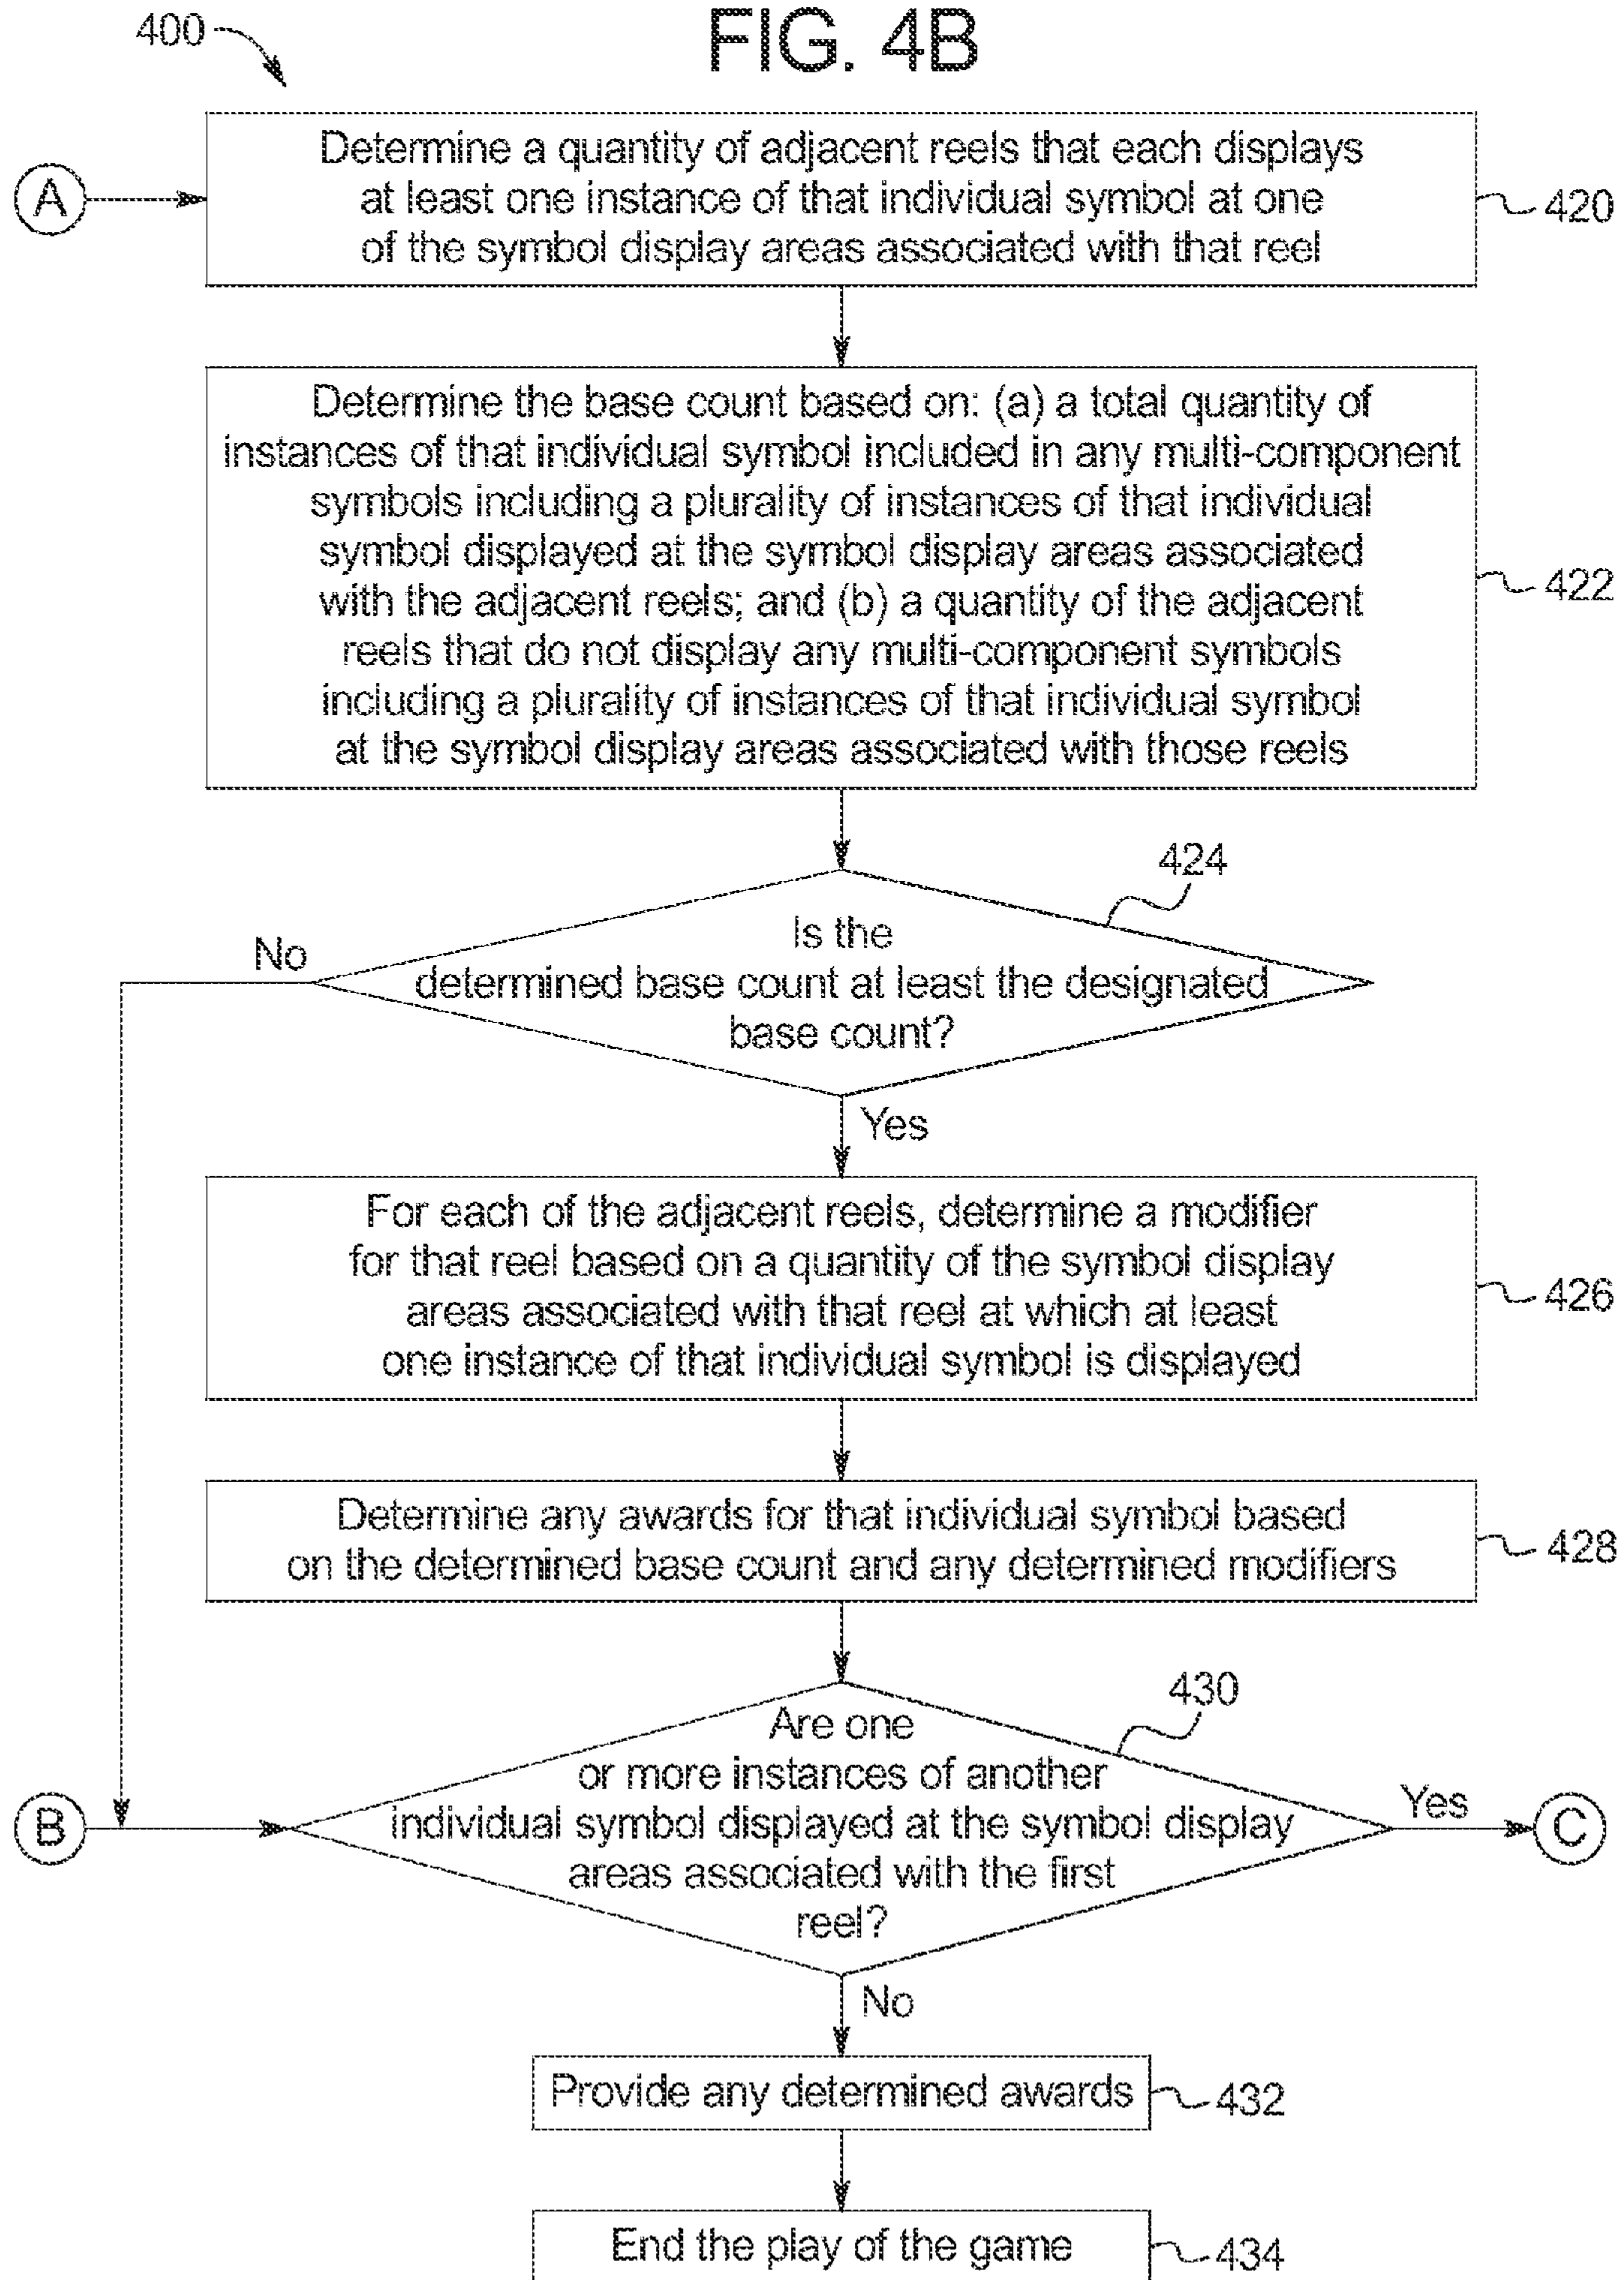 400
FIG. 4B
A
Determine a quantity of adjacent reels that each displays
at least one instance of that individual symbol at one
of the symbol display areas associated with that reel
420
Determine the base count based on: (a) a total quantity of
instances of that individual symbol included in any multi-component
symbols including a plurality of instances of that individual
symbol displayed at the symbol display areas associated
with the adjacent reels; and (b) a quantity of the adjacent
reels that do not display any multi-component symbols
including a plurality of instances of that individual symbol
at the symbol display areas associated with those reels
422
424
Is the
determined base count at least the designated
base count?
No
Yes
For each of the adjacent reels, determine a modifier
for that reel based on a quantity of the symbol display
areas associated with that reel at which at least
one instance of that individual symbol is displayed
426
Determine any awards for that individual symbol based
on the determined base count and any determined modifiers
428
430
B
Are one
or more instances of another
individual symbol displayed at the symbol display
areas associated with the first
reel?
Yes
C
No
Provide any determined awards
432
End the play of the game
434